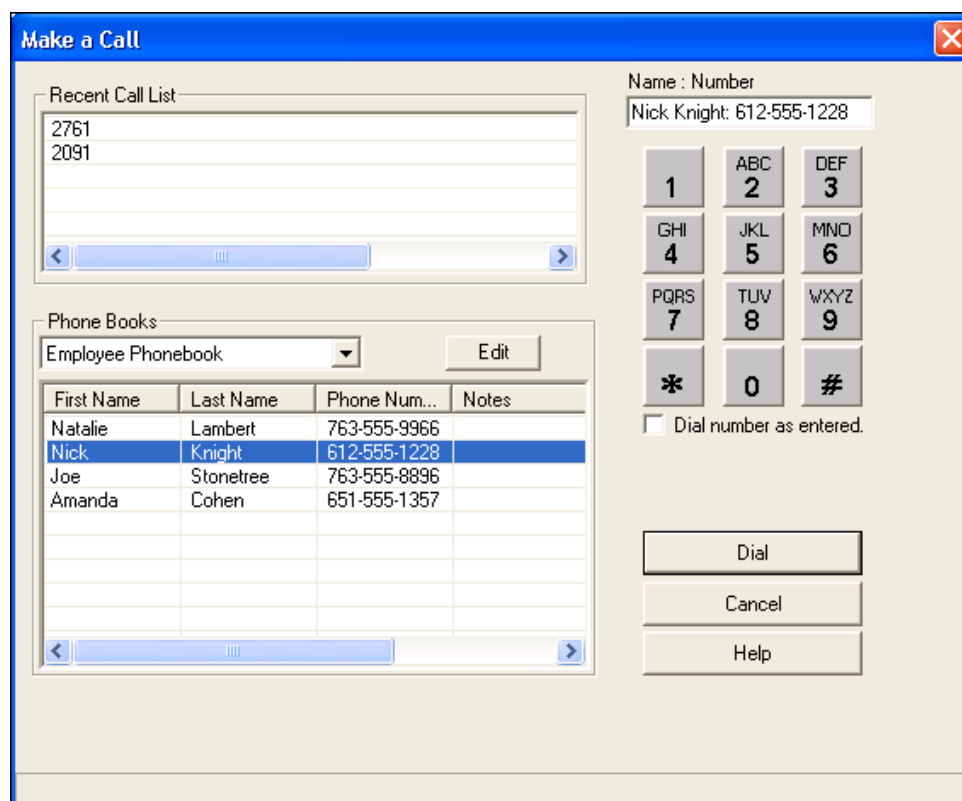 Make a Call
Recent Call List
2761
2091
Name : Number
Nick Knight: 612-555-1228
1
ABC
2
DEF
3
GHI
4
JKL
5
MNO
6
PQRS
7
TUV
8
WXYZ
9
*
0
#
Dial number as entered.
Phone Books
Employee Phonebook
Edit
First Name Last Name Phone Num... Notes
Natalie Lambert 763-555-9966
Nick Knight 612-555-1228
Joe Stonetree 763-555-8896
Amanda Cohen 651-555-1357
Dial
Cancel
Help